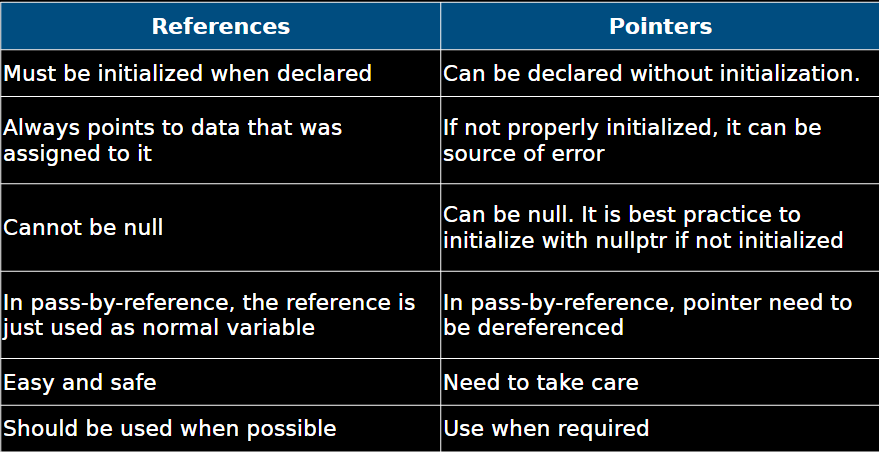 References
Pointers
Must be initialized when declared
Can be declared without initialization.
Always points to data that was
assigned to it
If not properly initialized, it can be
source of error
Cannot be null
Can be null. It is best practice to
initialize with nullptr if not initialized
In pass-by-reference, the reference is
just used as normal variable
In pass-by-reference, pointer need to
be dereferenced
Easy and safe
Need to take care
Should be used when possible
Use when required